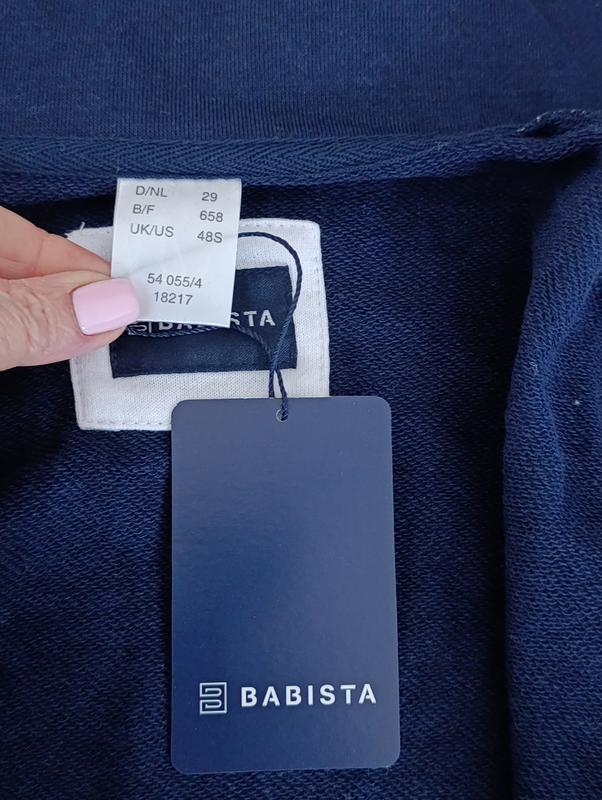 D/NL 29
B/F 658
UK/US 48S
54 055/4
18217
BABISTA
BABISTA